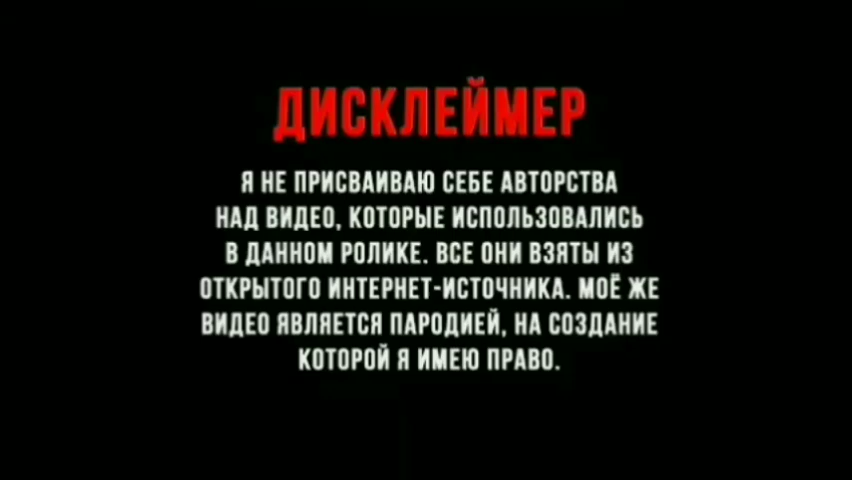 ДИСКЛЕЙМЕР
Я НЕ ПРИСВАИВАЮ СЕБЕ АВТОРСТВА
НАД ВИДЕО, КОТОРЫЕ ИСПОЛЬЗОВАЛИСЬ
В ДАННОМ РОЛИКЕ. ВСЕ ОНИ ВЗЯТЫ ИЗ
ОТКРЫТОГО ИНТЕРНЕТ-ИСТОЧНИКА. МОЁ ЖЕ
ВИДЕО ЯВЛЯЕТСЯ ПАРОДИЕЙ, НА СОЗДАНИЕ
КОТОРОЙ Я ИМЕЮ ПРАВО.